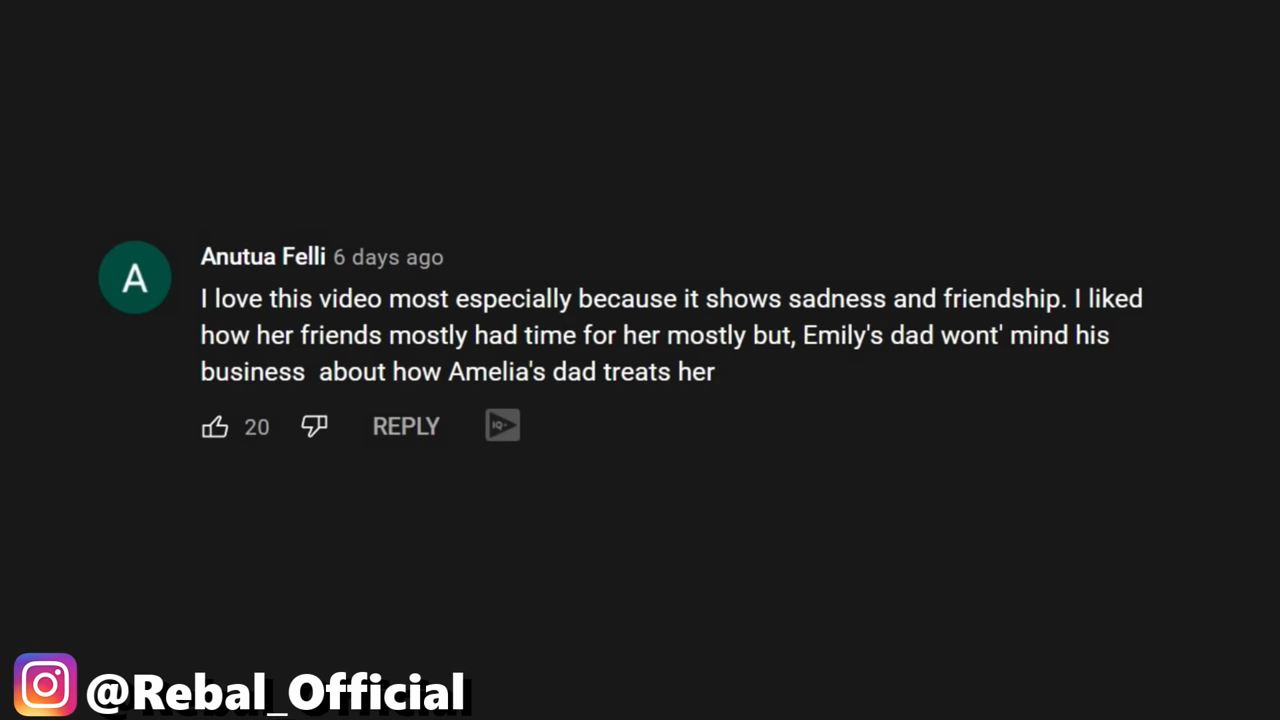 A
Anutua Felli 6 days ago
I love this video most especially because it shows sadness and friendship. I liked
how her friends mostly had time for her mostly but, Emily's dad wont' mind his
business  about how Amelia's dad treats her
20 REPLY IQ
@Rebal_Official